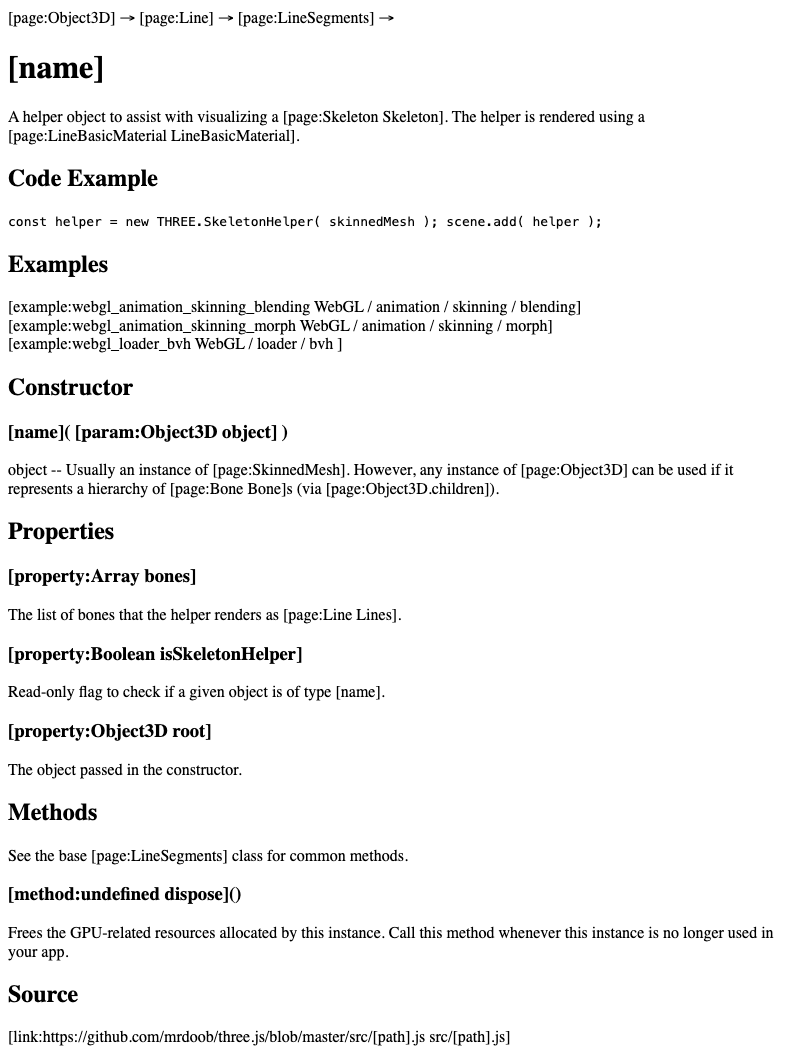 [page:Object3D] → [page:Line] → [page:LineSegments] →
[name]
A helper object to assist with visualizing a [page:Skeleton Skeleton]. The helper is rendered using a
[page:LineBasicMaterial LineBasicMaterial].
Code Example
const helper = new THREE.SkeletonHelper( skinnedMesh ); scene.add( helper );
Examples
[example:webgl_animation_skinning_blending WebGL / animation / skinning / blending]
[example:webgl_animation_skinning_morph WebGL / animation / skinning / morph]
[example:webgl_loader_bvh WebGL / loader / bvh ]
Constructor
[name]( [param:Object3D object] )
object -- Usually an instance of [page:SkinnedMesh]. However, any instance of [page:Object3D] can be used if it
represents a hierarchy of [page:Bone Bone]s (via [page:Object3D.children]).
Properties
[property:Array bones]
The list of bones that the helper renders as [page:Line Lines].
[property:Boolean isSkeletonHelper]
Read-only flag to check if a given object is of type [name].
[property:Object3D root]
The object passed in the constructor.
Methods
See the base [page:LineSegments] class for common methods.
[method:undefined dispose]()
Frees the GPU-related resources allocated by this instance. Call this method whenever this instance is no longer used in
your app.
Source
[link:https://github.com/mrdoob/three.js/blob/master/src/[path].js src/[path].js]